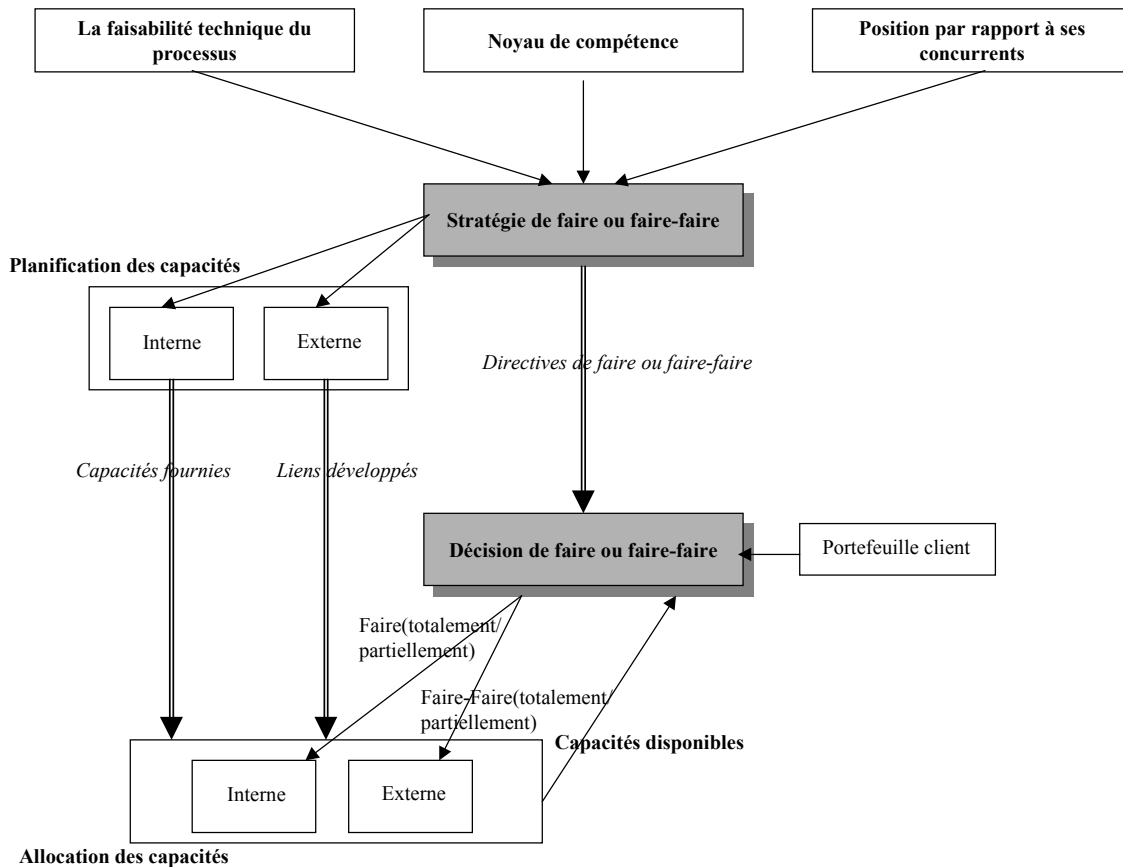 La faisabilité technique du
processus
Noyau de compétence
Position par rapport à ses
concurrents
Stratégie de faire ou faire-faire
Planification des capacités
Interne
Externe
Directives de faire ou faire-faire
Capacités fournies
Liens développés
Décision de faire ou faire-faire
Portefeuille client
Faire(totalement/
partiellement)
Faire-Faire(totalement/
partiellement)
Capacités disponibles
Interne
Externe
Allocation des capacités